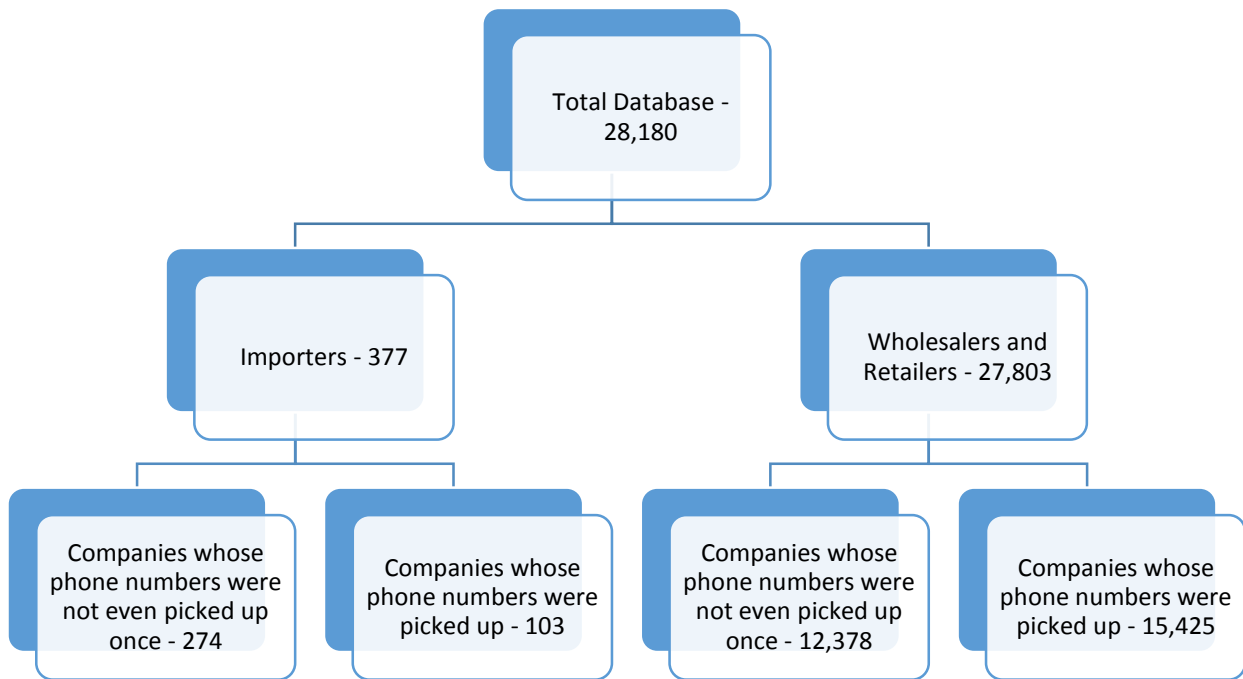 Total Database -
28,180
Importers - 377
Wholesalers and
Retailers - 27,803
Companies whose
phone numbers were
not even picked up
once - 274
Companies whose
phone numbers were
picked up - 103
Companies whose
phone numbers were
not even picked up
once - 12,378
Companies whose
phone numbers were
picked up - 15,425